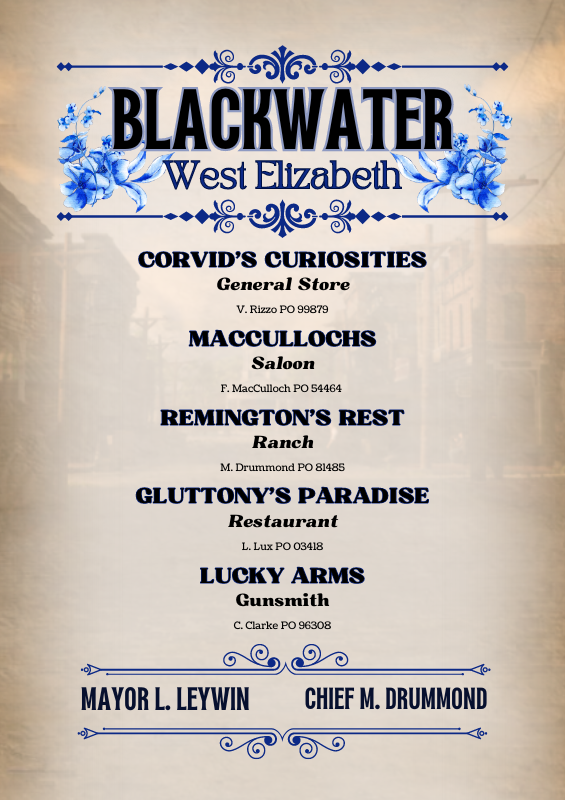 BLACKWATER
West Elizabeth
CORVID'S CURIOSITIES
General Store
V. Rizzo PO 99879
MACCULLOCHS
Saloon
F. MacCulloch PO 54464
REMINGTON'S REST
Ranch
M. Drummond PO 81485
GLUTTONY'S PARADISE
Restaurant
L. Lux PO 03418
LUCKY ARMS
Gunsmith
C. Clarke PO 96308
MAYOR L. LEYWIN CHIEF M. DRUMMOND